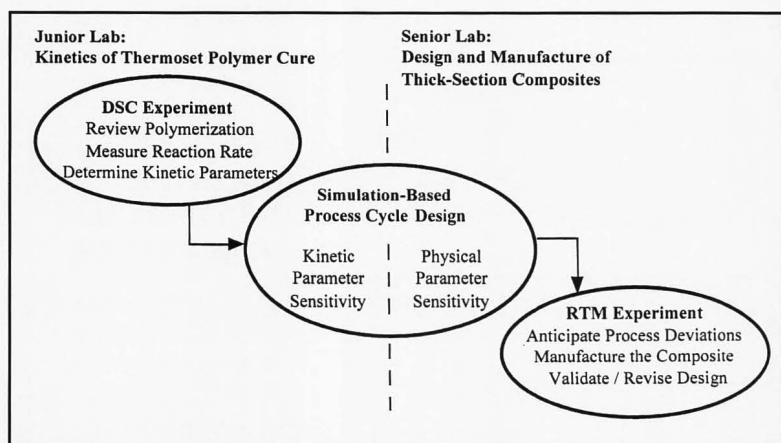 Junior Lab:
Kinetics of Thermoset Polymer Cure
Senior Lab:
Design and Manufacture of
Thick-Section Composites
DSC Experiment
Review Polymerization
Measure Reaction Rate
Determine Kinetic Parameters
Simulation-Based
Process Cycle Design
Kinetic
Parameter
Sensitivity
Physical
Parameter
Sensitivity
RTM Experiment
Anticipate Process Deviations
Manufacture the Composite
Validate / Revise Design